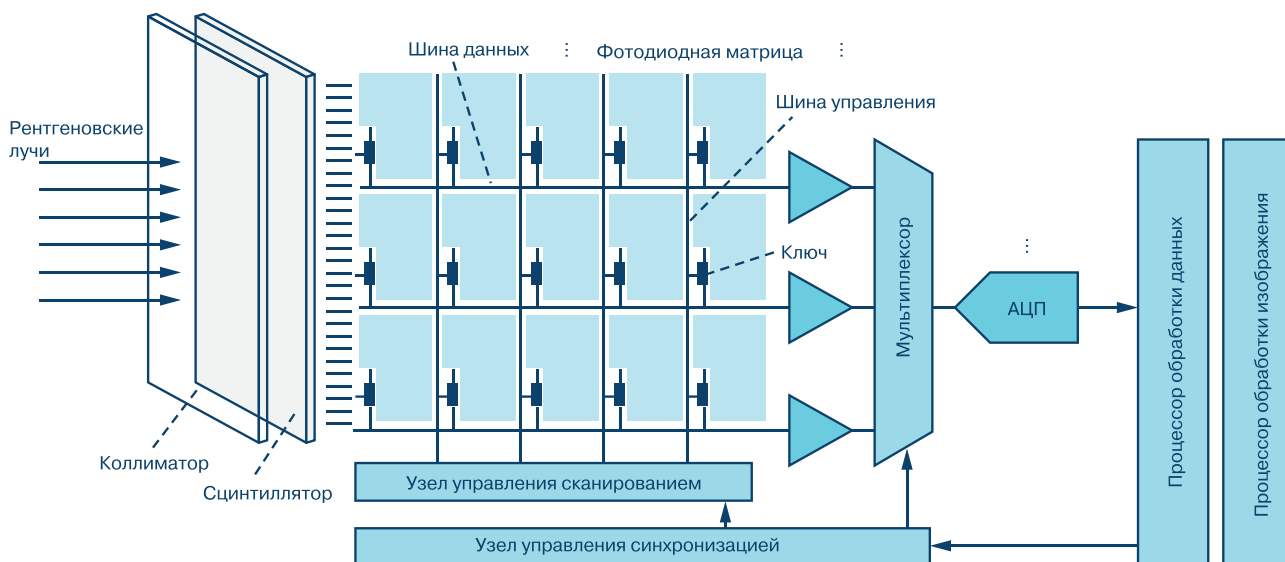 Шина данных
Фотодиодная матрица
Шина управления
Рентгеновские
лучи
Ключ
Мультиплексор
АЦП
Процессор обработки данных
Процессор обработки изображения
Коллиматор
Сцинтиллятор
Узел управления сканированием
Узел управления синхронизацией